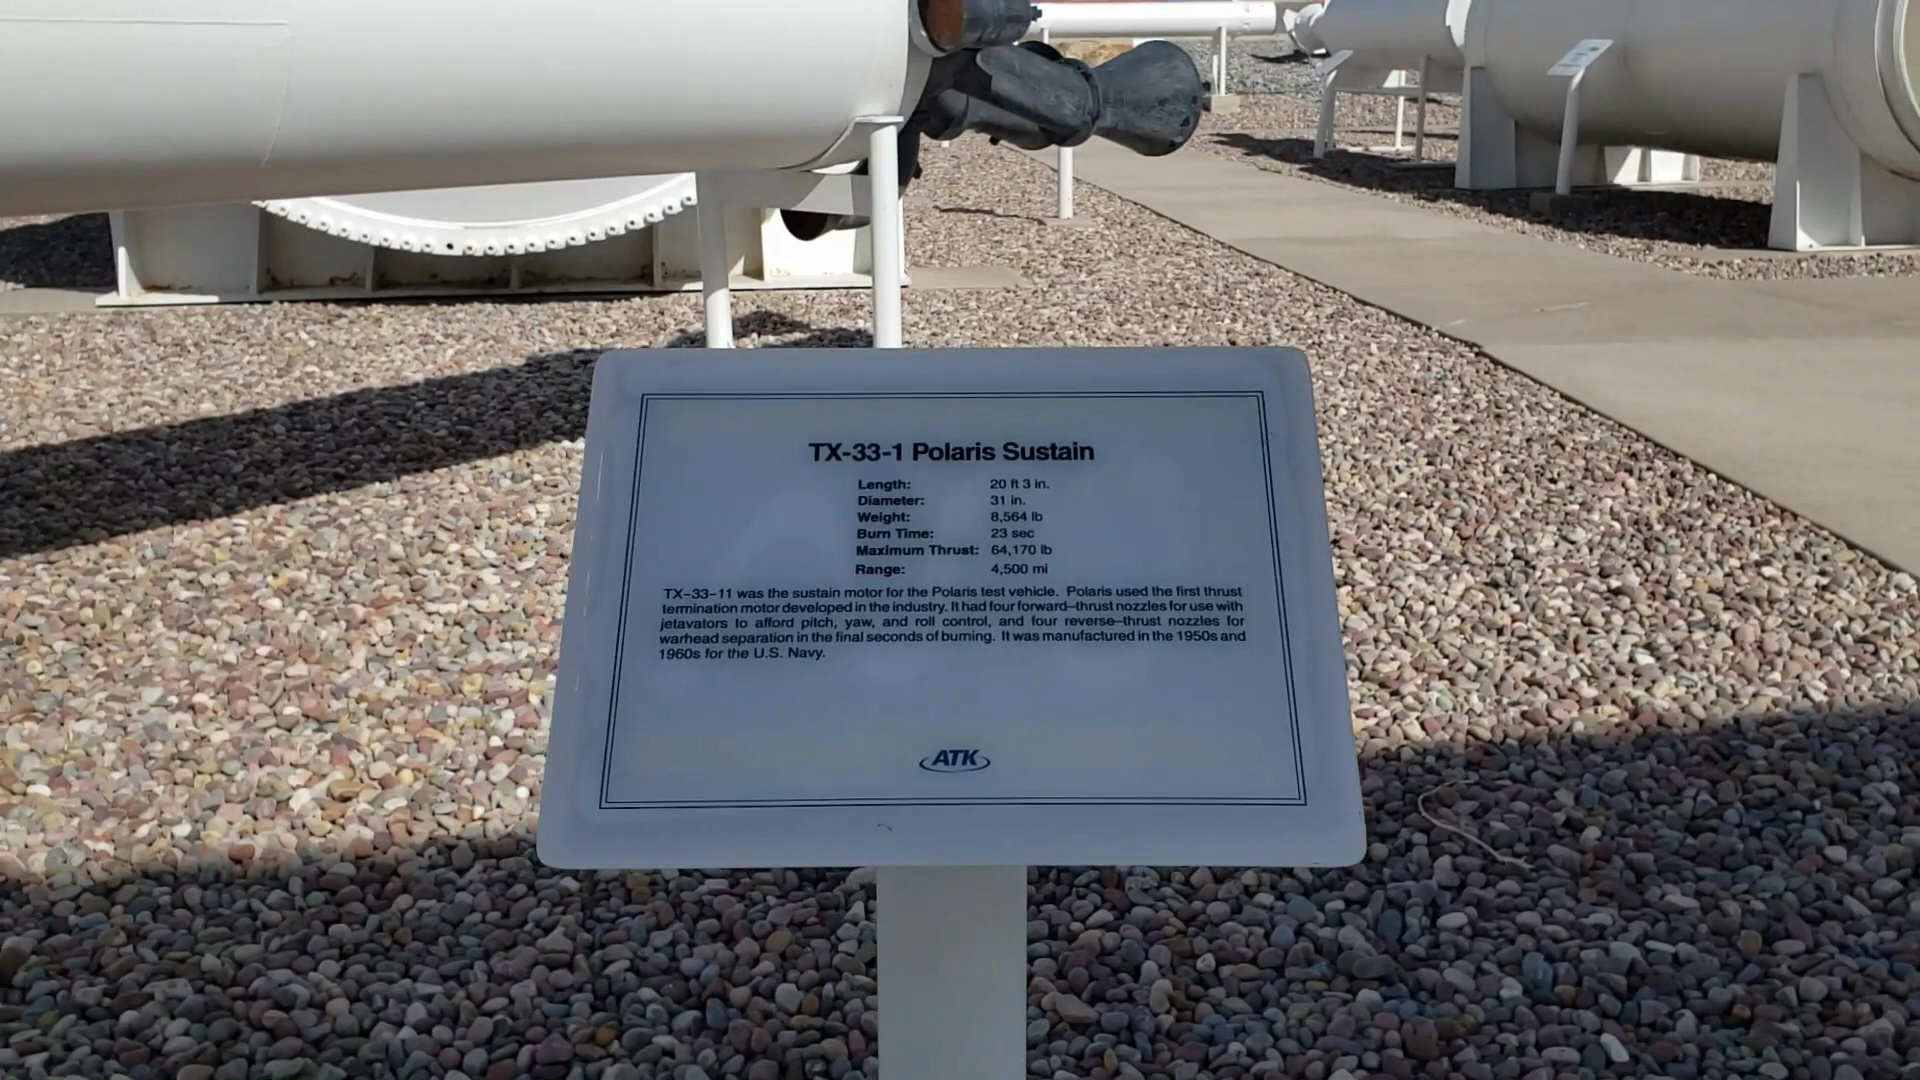 TX-33-1 Polaris Sustain
Length: 20 ft 3 in.
Diameter: 31 in.
Weight: 8,564 lb
Burn Time: 23 sec
Maximum Thrust: 64,170 lb
Range: 4,500 mi
TX-33-11 was the sustain motor for the Polaris test vehicle. Polaris used the first thrust
termination motor developed in the industry. It had four forward-thrust nozzles for use with
jetavators to afford pitch, yaw, and roll control, and four reverse-thrust nozzles for
warhead separation in the final seconds of burning. It was manufactured in the 1950s and
1960s for the U.S. Navy.
ATK